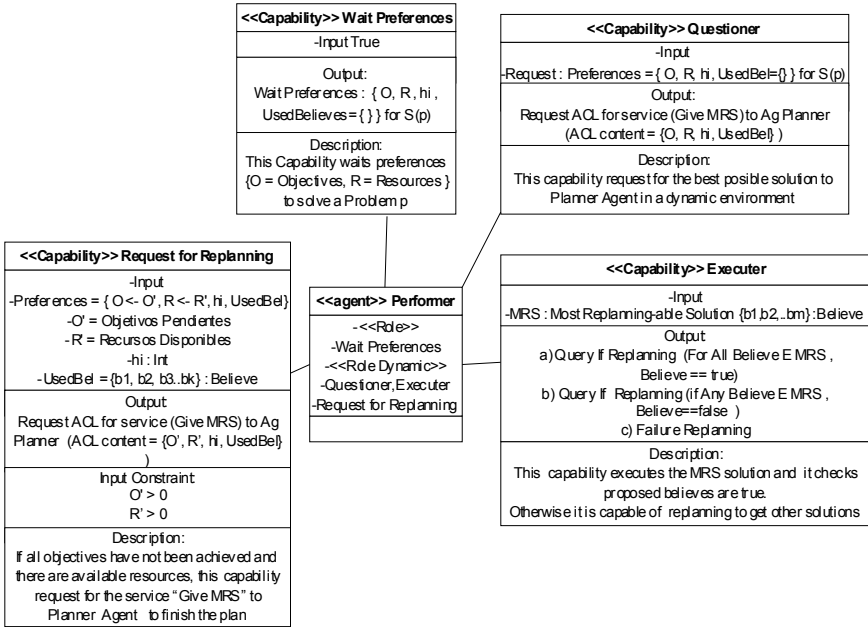 <<Capability>> Wait Preferences
-Input True
Output:
Wait Preferences : { O, R, hi ,
UsedBelieves = { } } for S(p)
Description:
This Capability waits preferences
{O = Objectives, R = Resources }
to solve a Problem p
<<Capability>> Questioner
-Input
-Request : Preferences = { O, R, hi, UsedBel={} } for S(p)
Output:
Request ACL for service (Give MRS) to Ag Planner
(ACL content = {O, R, hi, UsedBel} )
Description:
This capability request for the best posible solution to
Planner Agent in a dynamic environment
<<Capability>> Request for Replanning
-Input
-Preferences = { O <- O', R <- R', hi, UsedBel}
-O' = Objetivos Pendientes
-R' = Recursos Disponibles
-hi : Int
-UsedBel = {b1, b2, b3..bk} : Believe
Output:
Request ACL for service (Give MRS) to Ag
Planner (ACL content = {O', R', hi, UsedBel}
)
Input Constraint:
O' > 0
R' > 0
Description:
If all objectives have not been achieved and
there are available resources, this capability
request for the service "Give MRS" to
Planner Agent to finish the plan
<<agent>> Performer
-<<Role>>
-Wait Preferences
-<<Role Dynamic>>
-Questioner,Executer
-Request for Replanning
<<Capability>> Executer
-Input
-MRS : Most Replanning-able Solution {b1,b2,..bm} : Believe
Output:
a) Query If Replanning (For All Believe E MRS ,
Believe == true)
b) Query If Replanning (if Any Believe E MRS ,
Believe==false )
c) Failure Replanning
Description:
This capability executes the MRS solution and it checks
proposed believes are true.
Otherwise it is capable of replanning to get other solutions